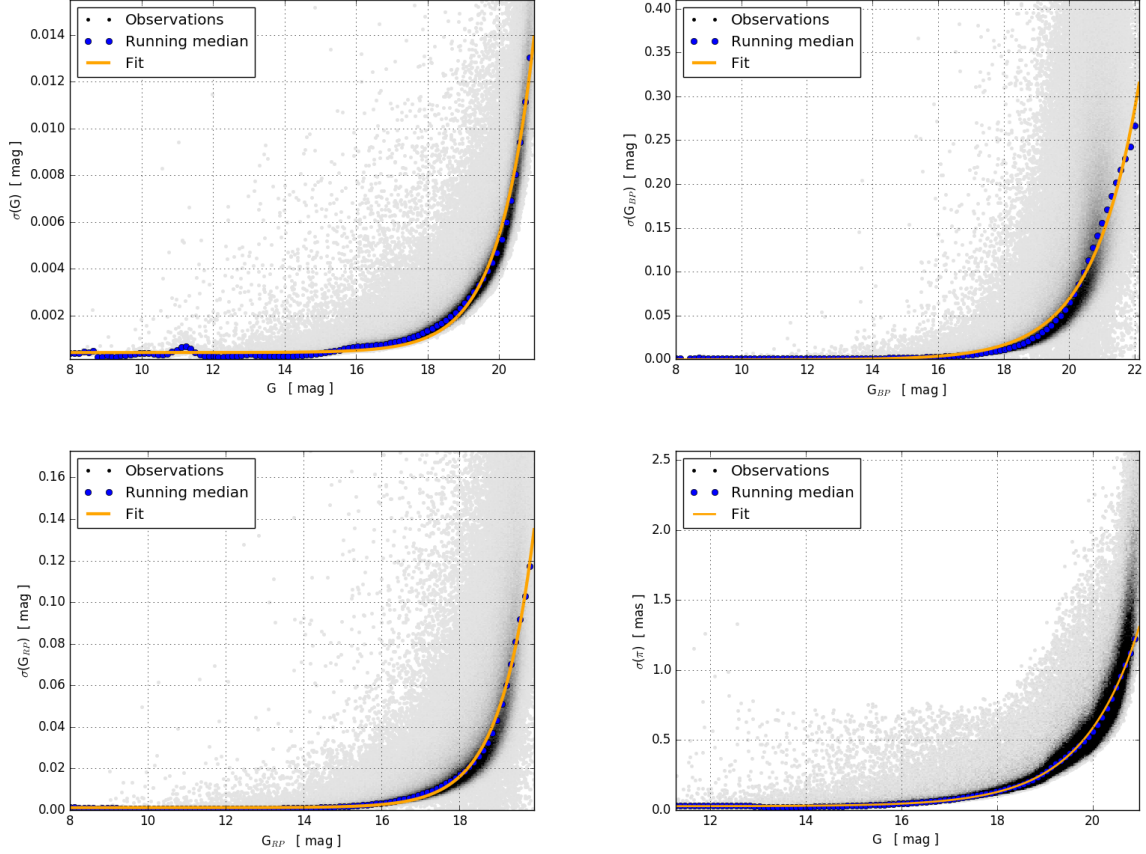 Observations
Running median
Fit
0.014
0.012
0.010
0.008
0.006
0.004
0.002
σ(G) [ mag ]
8 10 12 14 16 18 20
G [ mag ]
Observations
Running median
Fit
0.40
0.35
0.30
0.25
0.20
0.15
0.10
0.05
0.00
σ(G_BP) [ mag ]
8 10 12 14 16 18 20 22
G_BP [ mag ]
Observations
Running median
Fit
0.16
0.14
0.12
0.10
0.08
0.06
0.04
0.02
0.00
σ(G_RP) [ mag ]
8 10 12 14 16 18
G_RP [ mag ]
Observations
Running median
Fit
2.5
2.0
1.5
1.0
0.5
0.0
σ(π) [ mas ]
12 14 16 18 20
G [ mag ]